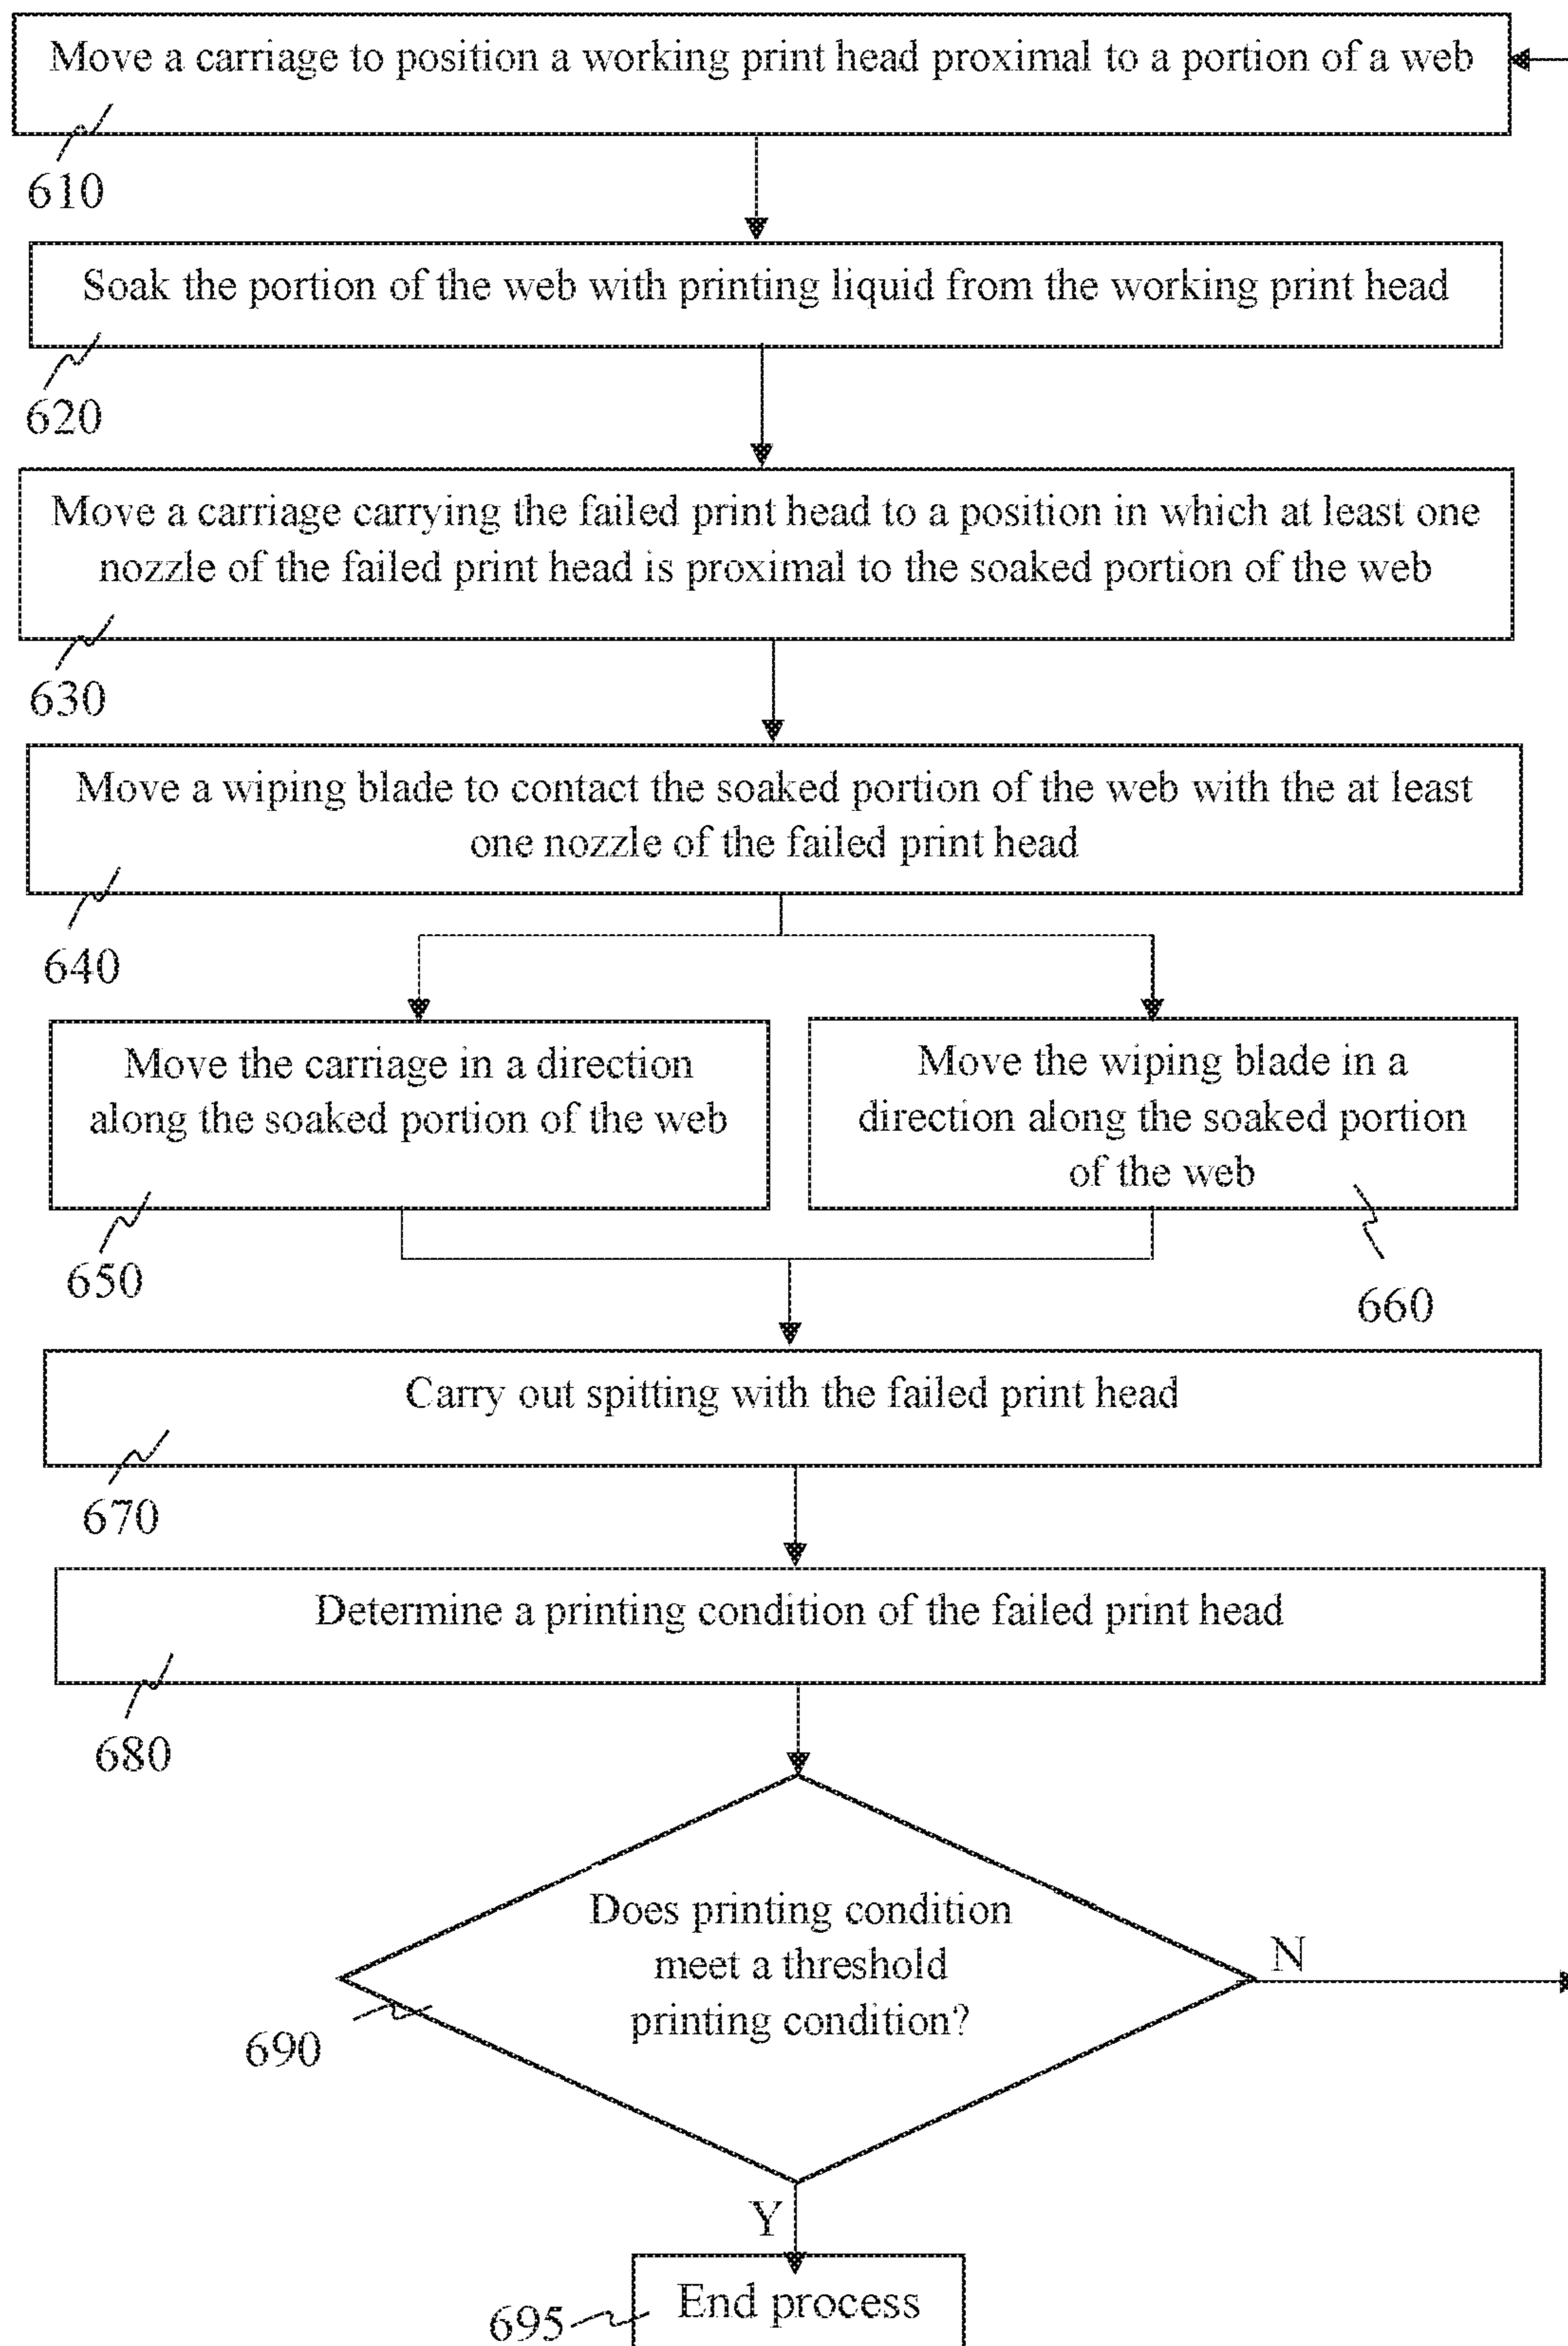 Move a carriage to position a working print head proximal to a portion of a web
610
Soak the portion of the web with printing liquid from the working print head
620
Move a carriage carrying the failed print head to a position in which at least one
nozzle of the failed print head is proximal to the soaked portion of the web
630
Move a wiping blade to contact the soaked portion of the web with the at least
one nozzle of the failed print head
640
Move the carriage in a direction
along the soaked portion of the web
650
Move the wiping blade in a
direction along the soaked portion
of the web
660
Carry out spitting with the failed print head
670
Determine a printing condition of the failed print head
680
Does printing condition
meet a threshold
printing condition?
N
690
Y
End process
695